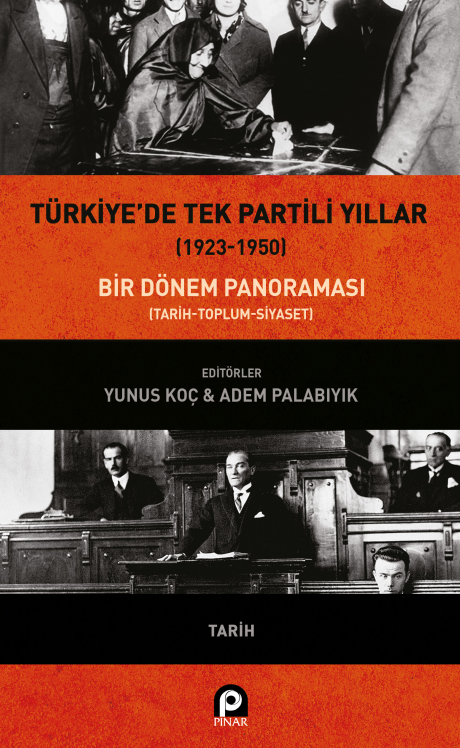 TÜRKİYE'DE TEK PARTİLİ YILLAR
(1923-1950)
BİR DÖNEM PANORAMASI
(TARİH-TOPLUM-SİYASET)
EDİTÖRLER
YUNUS KOÇ & ADEM PALABIYIK
TARİH
P
PINAR